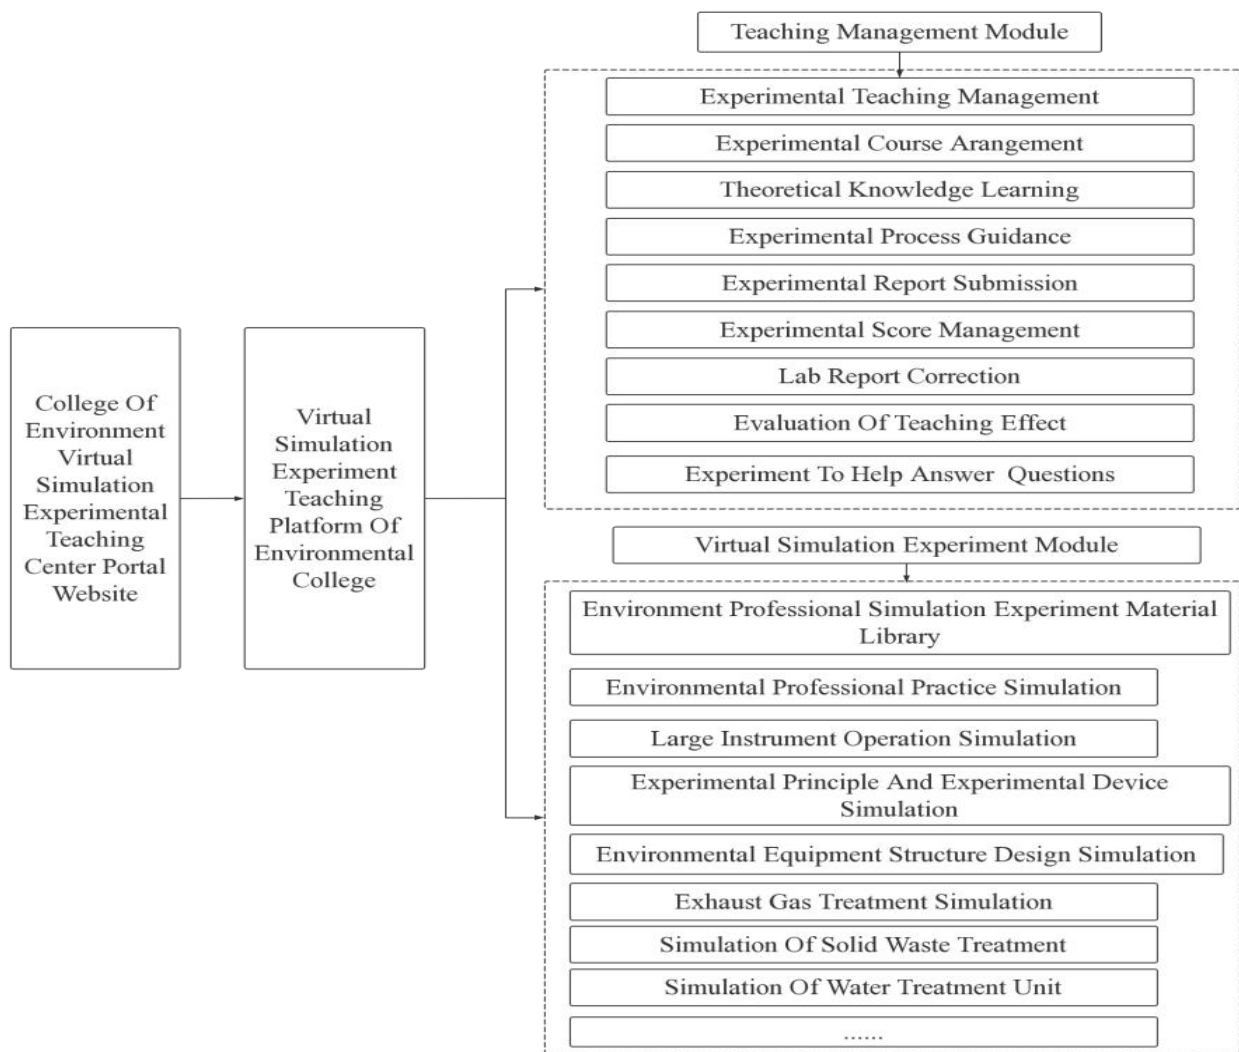 College Of
Environment
Virtual
Simulation
Experimental
Teaching
Center Portal
Website
Virtual
Simulation
Experiment
Teaching
Platform Of
Environmental
College
Teaching Management Module
Experimental Teaching Management
Experimental Course Arangement
Theoretical Knowledge Learning
Experimental Process Guidance
Experimental Report Submission
Experimental Score Management
Lab Report Correction
Evaluation Of Teaching Effect
Experiment To Help Answer Questions
Virtual Simulation Experiment Module
Environment Professional Simulation Experiment Material
Library
Environmental Professional Practice Simulation
Large Instrument Operation Simulation
Experimental Principle And Experimental Device
Simulation
Environmental Equipment Structure Design Simulation
Exhaust Gas Treatment Simulation
Simulation Of Solid Waste Treatment
Simulation Of Water Treatment Unit
......